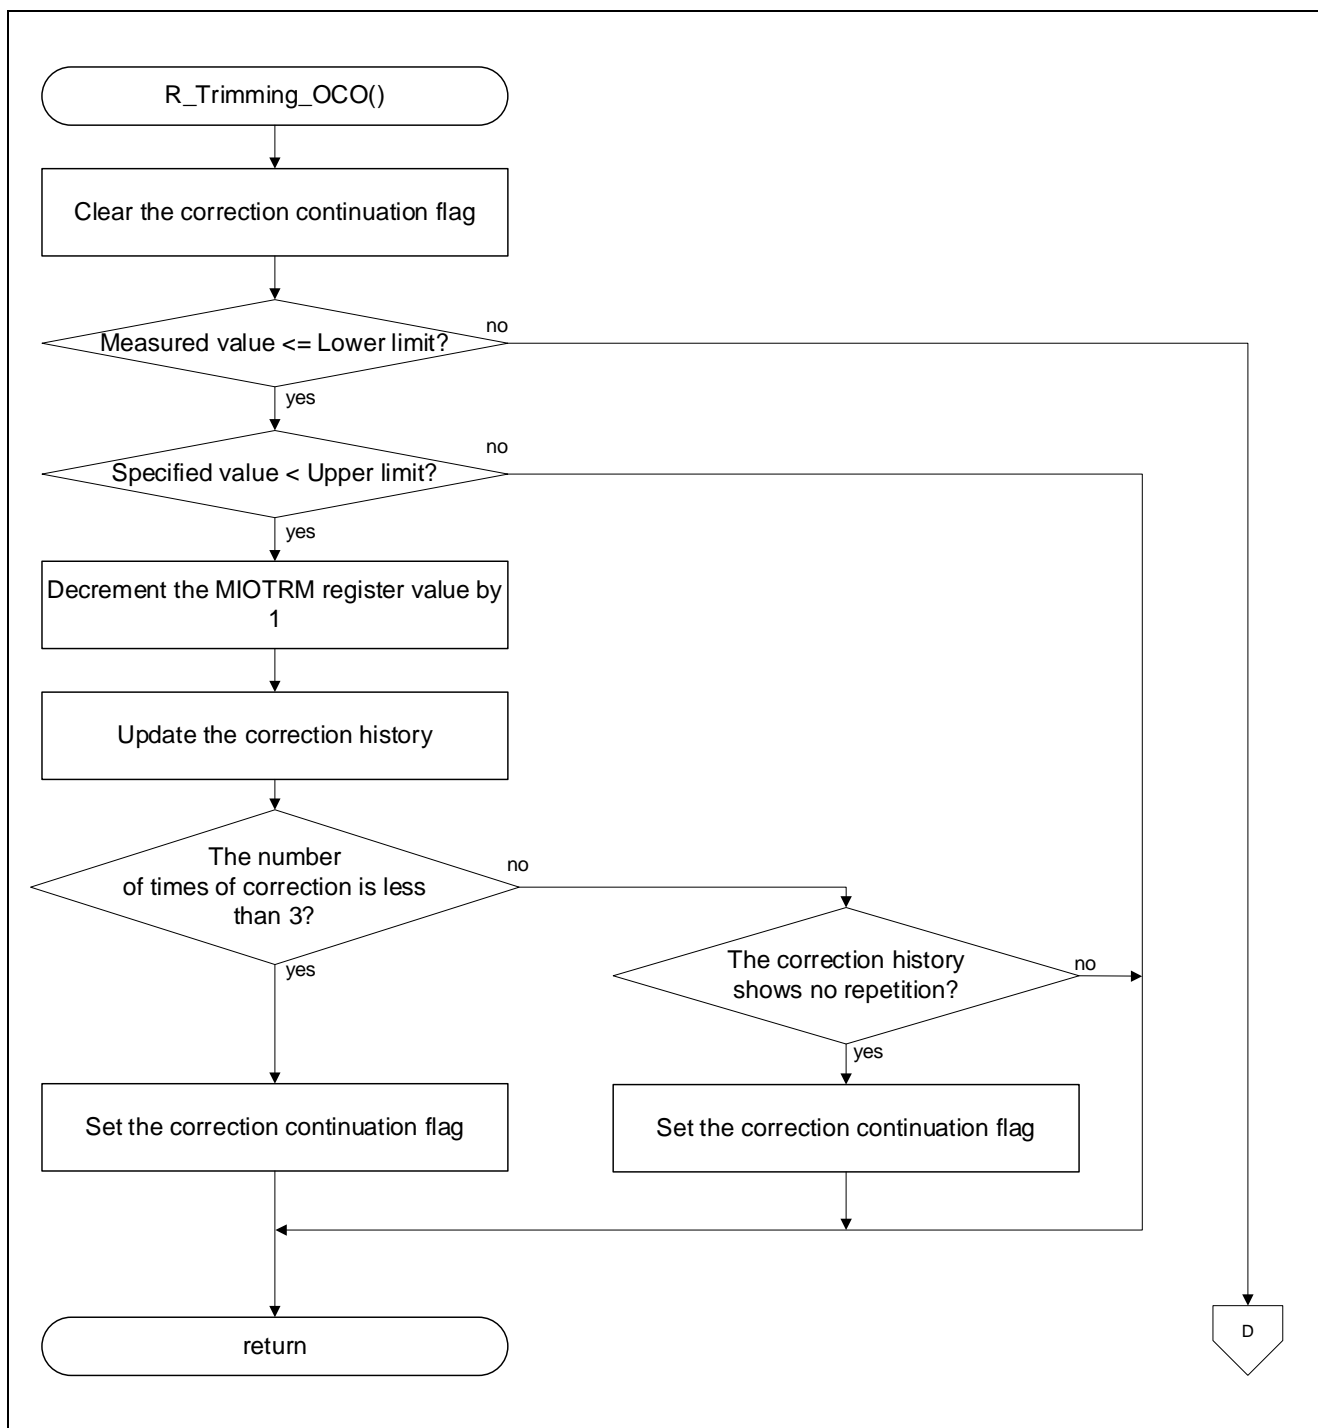 R_Trimming_OCO()
Clear the correction continuation flag
Measured value <= Lower limit?
no
yes
Specified value < Upper limit?
no
yes
Decrement the MIOTRM register value by
1
Update the correction history
The number
of times of correction is less
than 3?
no
yes
The correction history
shows no repetition?
no
yes
Set the correction continuation flag
Set the correction continuation flag
return
D